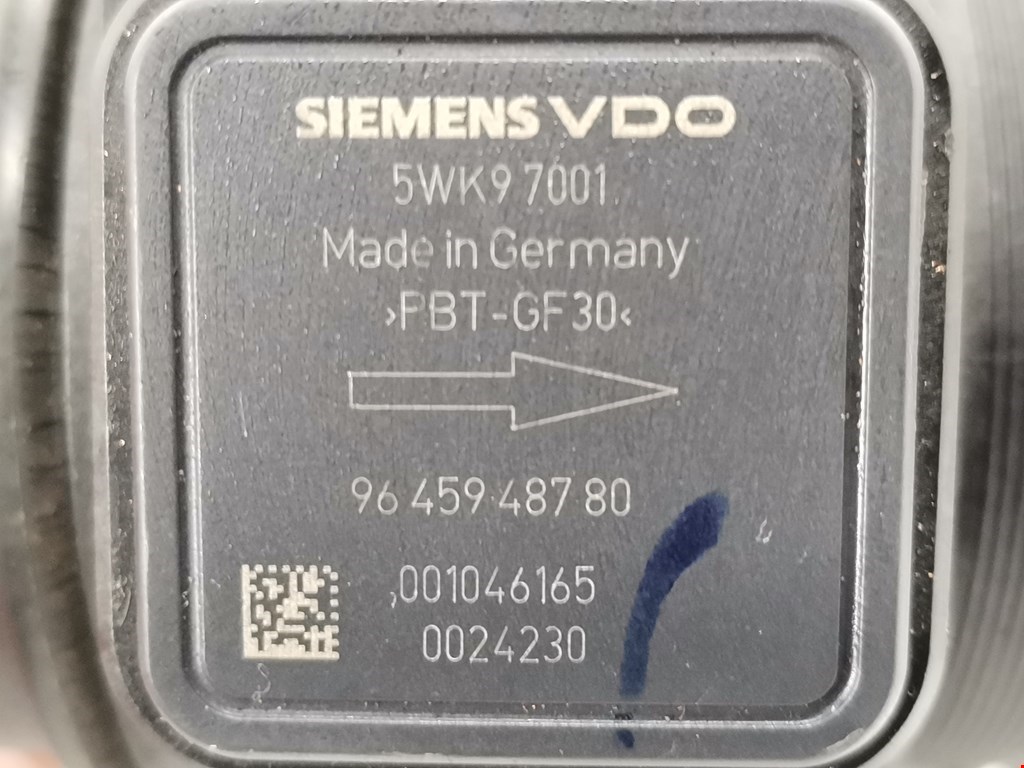 SIEMENS VDO
5WK9 7001
Made in Germany
>PBT-GF30<
96 459 487 80
,001046165
0024230